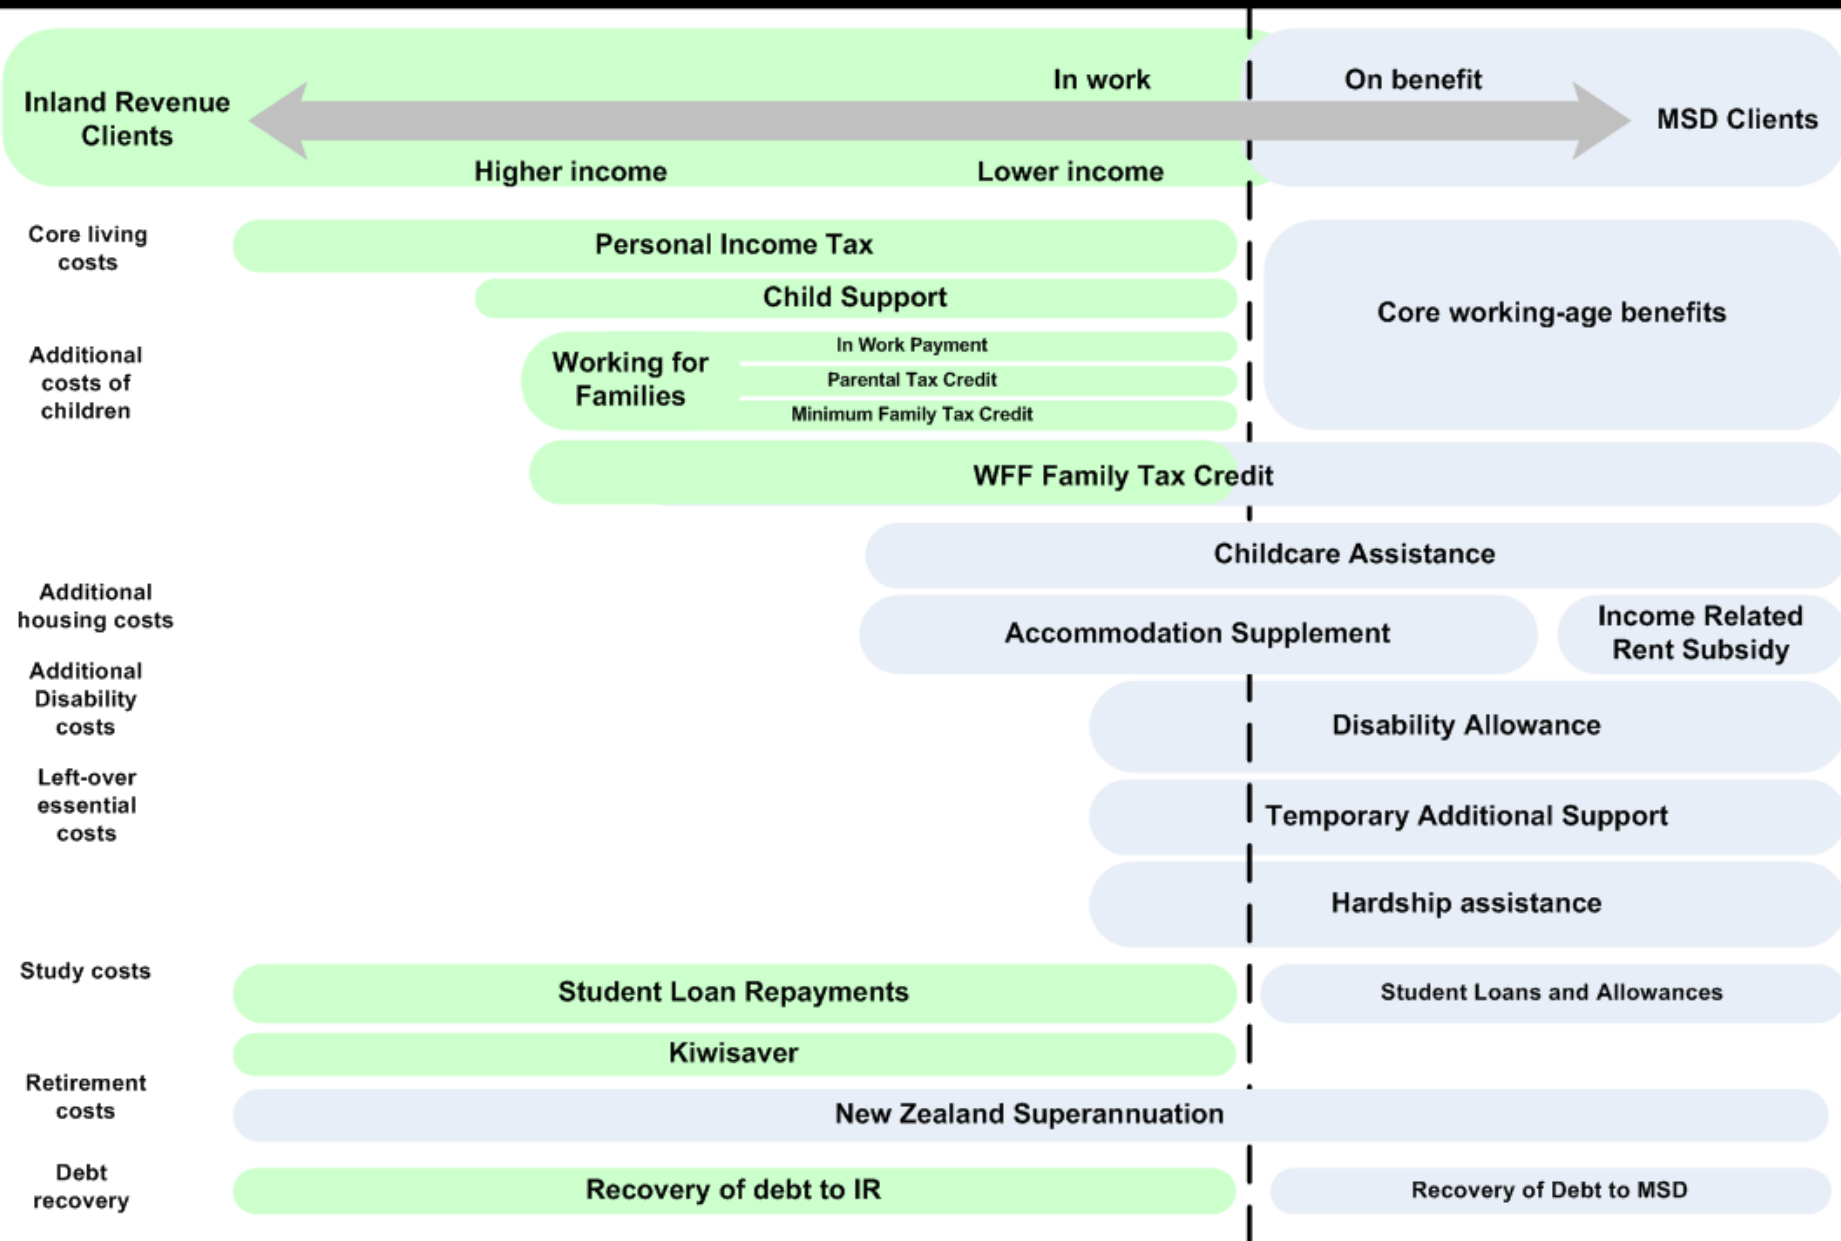 In work
On benefit
Inland Revenue
Clients
MSD Clients
Higher income
Lower income
Core living
costs
Personal Income Tax
Child Support
Core working-age benefits
Additional
costs of
children
Working for
Families
In Work Payment
Parental Tax Credit
Minimum Family Tax Credit
WFF Family Tax Credit
Childcare Assistance
Additional
housing costs
Accommodation Supplement
Income Related
Rent Subsidy
Additional
Disability
costs
Disability Allowance
Left-over
essential
costs
Temporary Additional Support
Hardship assistance
Study costs
Student Loan Repayments
Student Loans and Allowances
Kiwisaver
Retirement
costs
New Zealand Superannuation
Debt
recovery
Recovery of debt to IR
Recovery of Debt to MSD